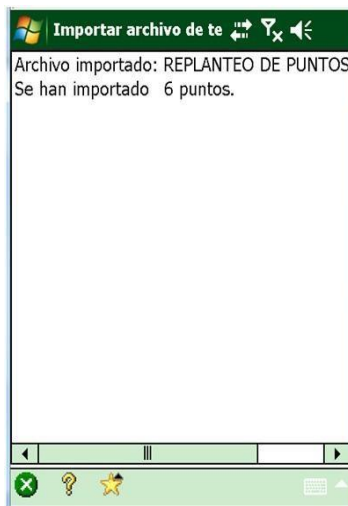 Importar archivo de te
Archivo importado: REPLANTEO DE PUNTOS
Se han importado 6 puntos.